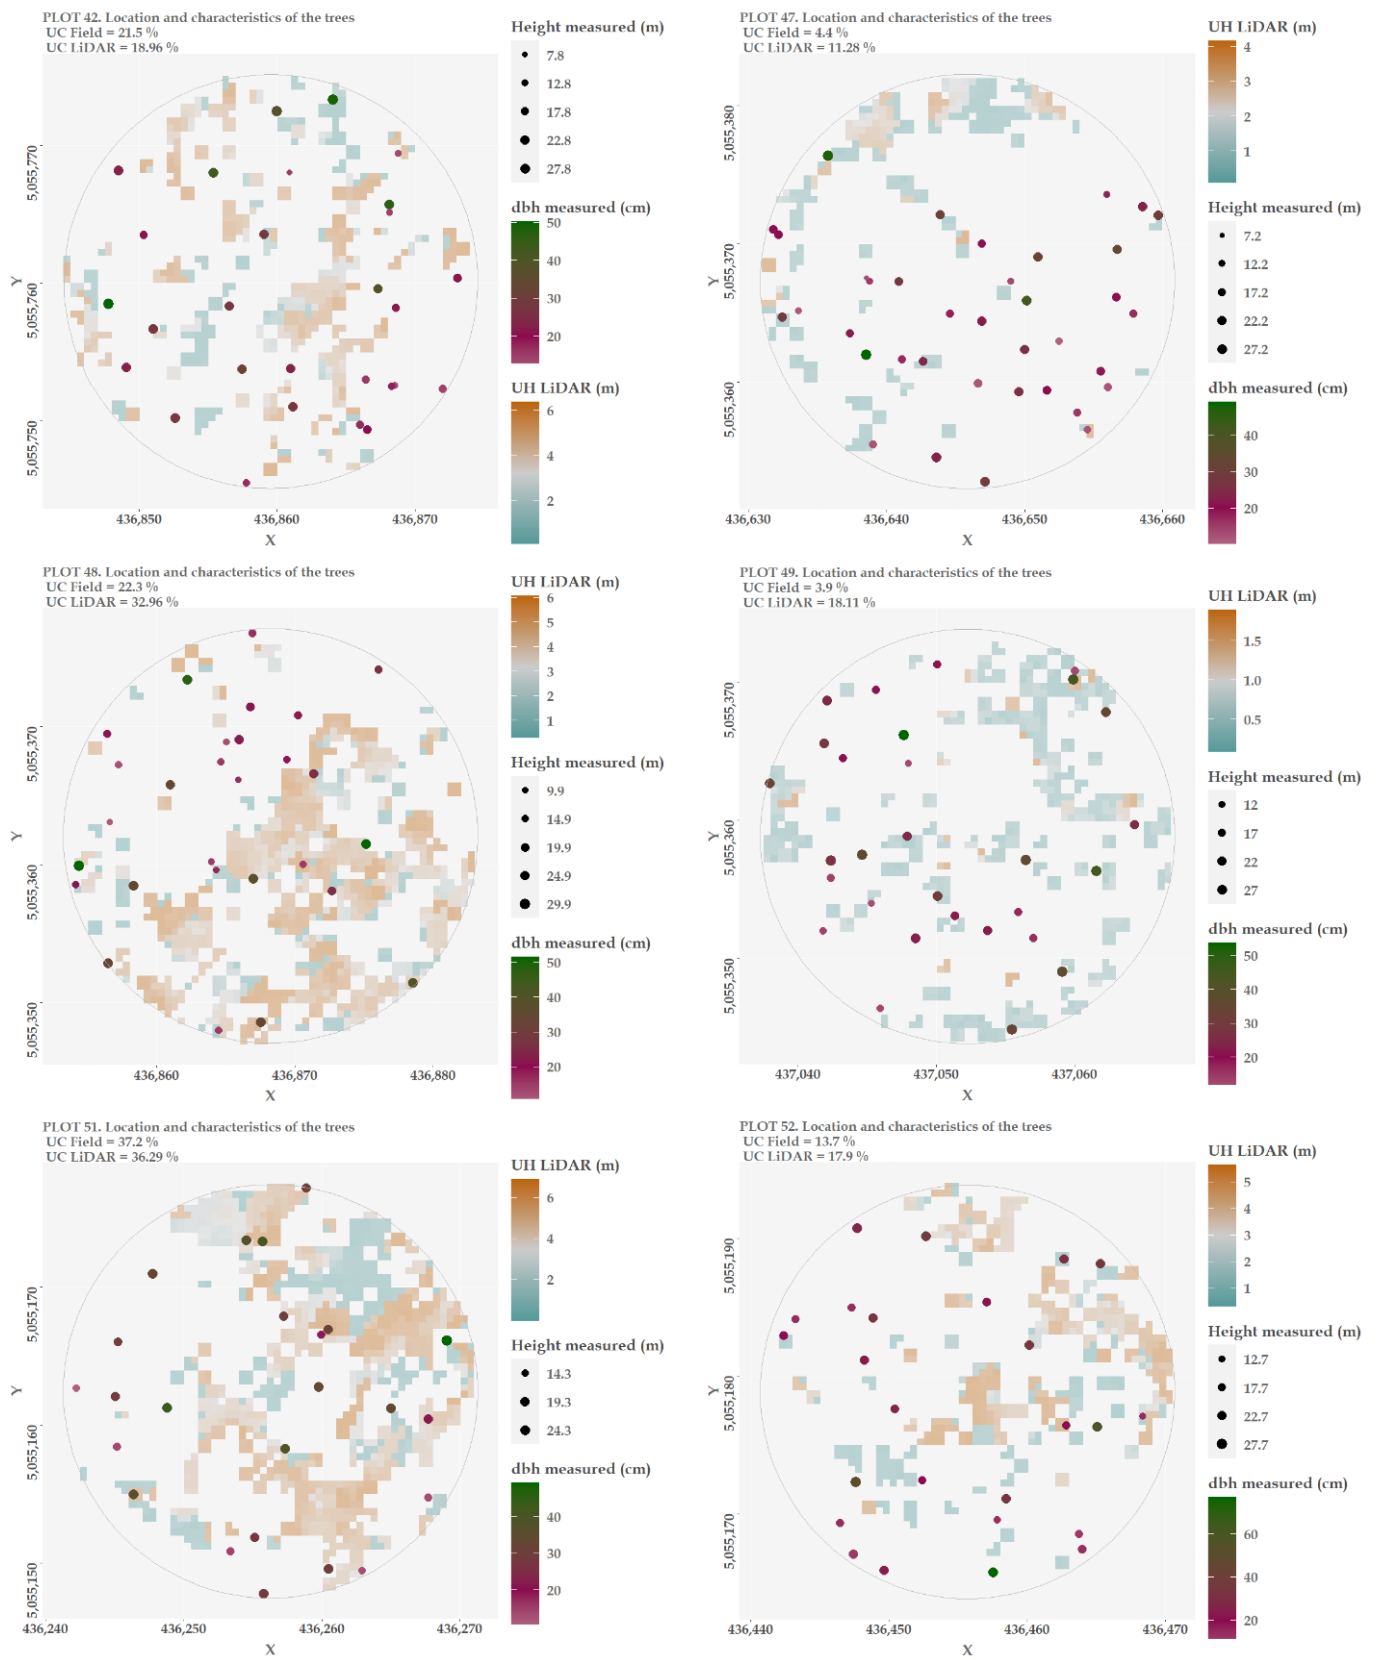 PLOT 42. Location and characteristics of the trees
UC Field = 21.5 %
UC LiDAR = 18.96 %
5,055,770
5,055,760
5,055,750
Y
436,850
436,860
436,870
X
Height measured (m)
7.8
12.8
17.8
22.8
27.8
dbh measured (cm)
50
40
30
20
UH LiDAR (m)
6
4
2
PLOT 47. Location and characteristics of the trees
UC Field = 4.4 %
UC LiDAR = 11.28 %
5,055,380
5,055,370
5,055,360
Y
436,630
436,640
436,650
436,660
X
UH LiDAR (m)
4
3
2
1
Height measured (m)
7.2
12.2
17.2
22.2
27.2
dbh measured (cm)
40
30
20
PLOT 48. Location and characteristics of the trees
UC Field = 22.3 %
UC LiDAR = 32.96 %
5,055,370
5,055,360
5,055,350
Y
436,860
436,870
436,880
X
UH LiDAR (m)
6
5
4
3
2
1
Height measured (m)
9.9
14.9
19.9
24.9
29.9
dbh measured (cm)
50
40
30
20
PLOT 49. Location and characteristics of the trees
UC Field = 3.9 %
UC LiDAR = 18.11 %
5,055,370
5,055,360
5,055,350
Y
437,040
437,050
437,060
X
UH LiDAR (m)
1.5
1.0
0.5
Height measured (m)
12
17
22
27
dbh measured (cm)
50
40
30
20
PLOT 51. Location and characteristics of the trees
UC Field = 37.2 %
UC LiDAR = 36.29 %
5,055,170
5,055,160
5,055,150
Y
436,240
436,250
436,260
436,270
X
UH LiDAR (m)
6
4
2
Height measured (m)
14.3
19.3
24.3
dbh measured (cm)
40
30
20
PLOT 52. Location and characteristics of the trees
UC Field = 13.7 %
UC LiDAR = 17.9 %
5,055,190
5,055,180
5,055,170
Y
436,440
436,450
436,460
436,470
X
UH LiDAR (m)
5
4
3
2
1
Height measured (m)
12.7
17.7
22.7
27.7
dbh measured (cm)
60
40
20